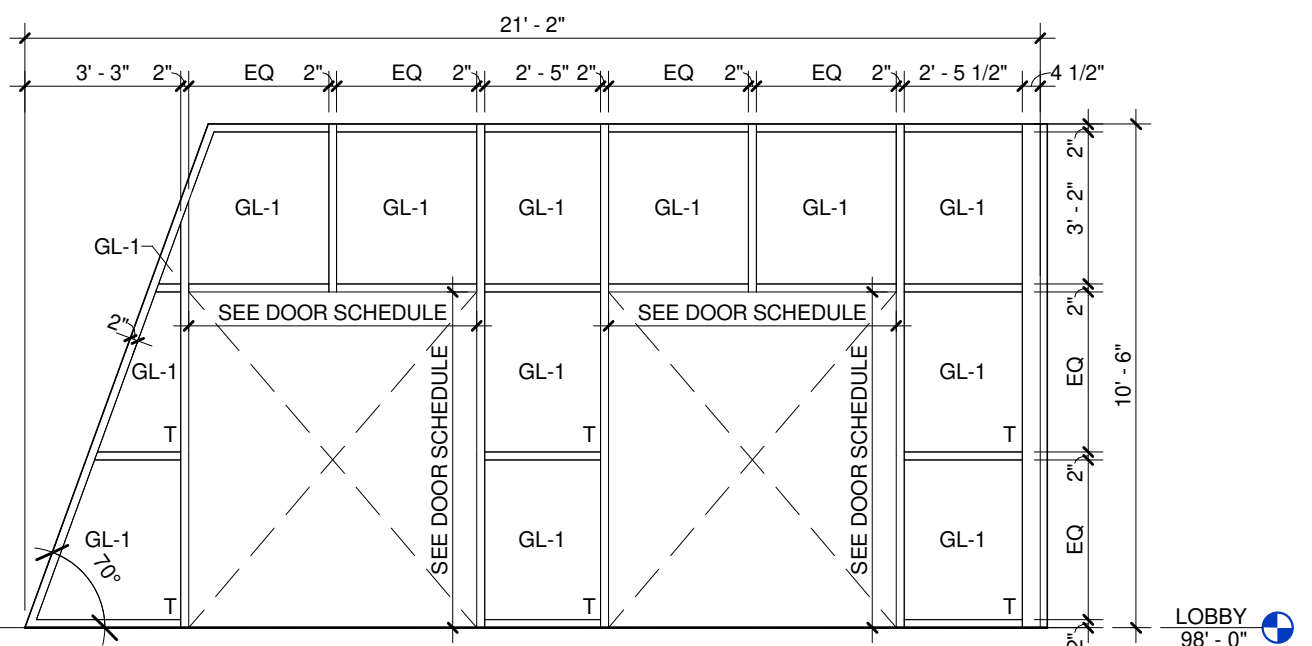 21' - 2"
3' - 3" 2" EQ 2" EQ 2" 2' - 5" 2" EQ 2" EQ 2" 2' - 5 1/2" 4 1/2"
2"
GL-1 GL-1 GL-1 GL-1 GL-1 GL-1
3' - 2"
GL-1
2"
SEE DOOR SCHEDULE SEE DOOR SCHEDULE
2"
GL-1 GL-1 GL-1
EQ
10' - 6"
T T T
SEE DOOR SCHEDULE SEE DOOR SCHEDULE
2"
GL-1 GL-1 GL-1
EQ
70°
T T T
2"
LOBBY
98' - 0"